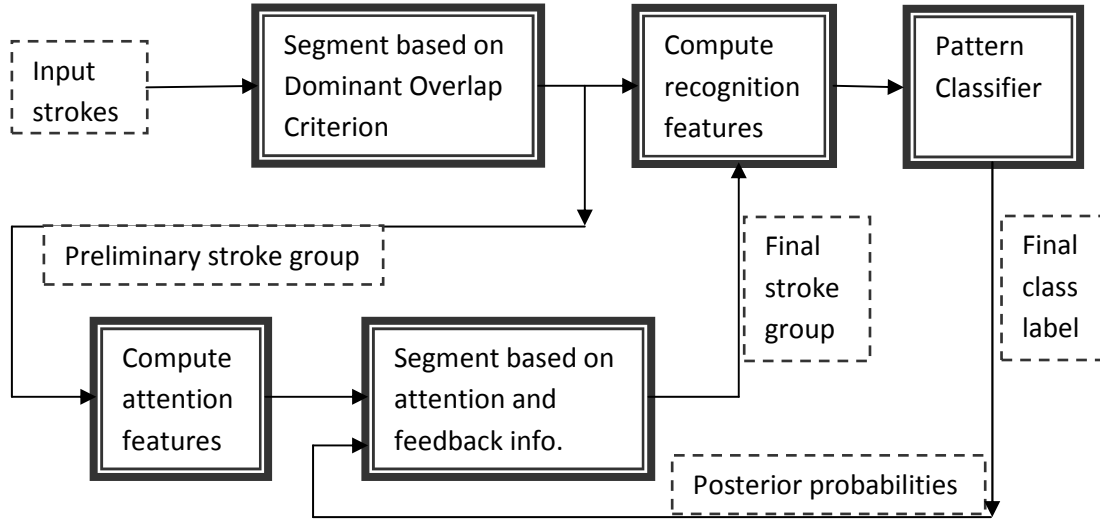 Input
strokes
Segment based on
Dominant Overlap
Criterion
Compute
recognition
features
Pattern
Classifier
Preliminary stroke group
Final
stroke
group
Final
class
label
Compute
attention
features
Segment based on
attention and
feedback info.
Posterior probabilities